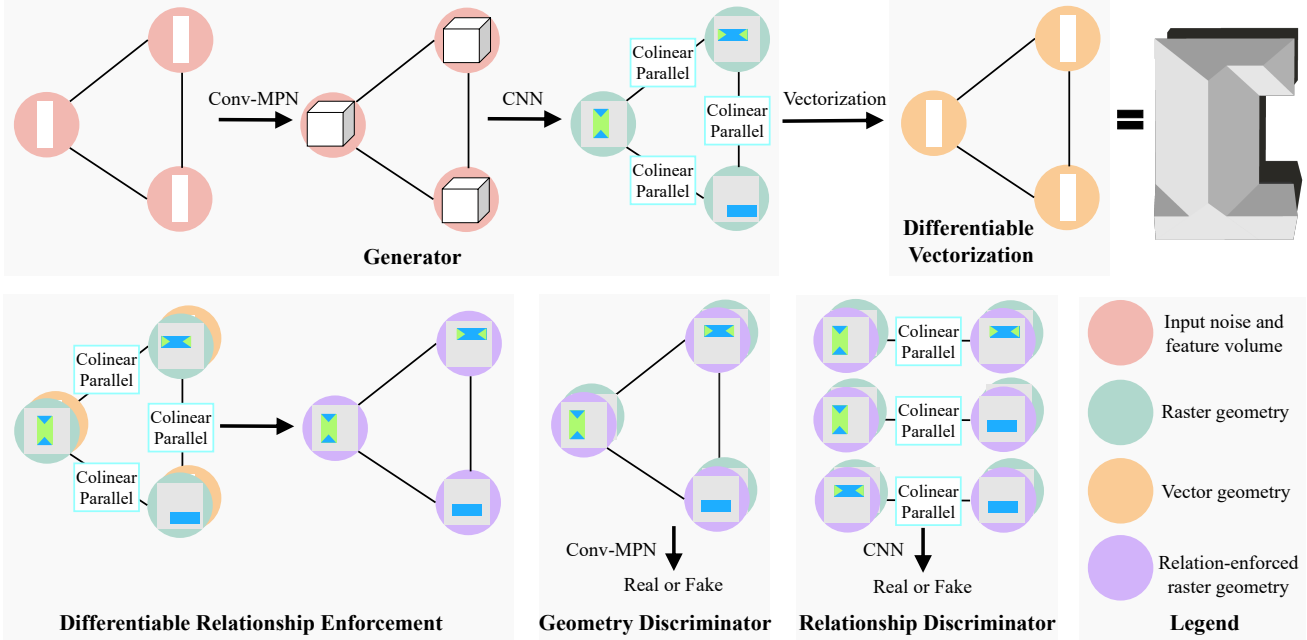 Conv-MPN
CNN
Colinear
Parallel
Colinear
Parallel
Colinear
Parallel
Vectorization
=
Generator
Differentiable
Vectorization
Colinear
Parallel
Colinear
Parallel
Colinear
Parallel
Differentiable Relationship Enforcement
Conv-MPN
Real or Fake
Geometry Discriminator
Colinear
Parallel
Colinear
Parallel
Colinear
Parallel
CNN
Real or Fake
Relationship Discriminator
Input noise and
feature volume
Raster geometry
Vector geometry
Relation-enforced
raster geometry
Legend